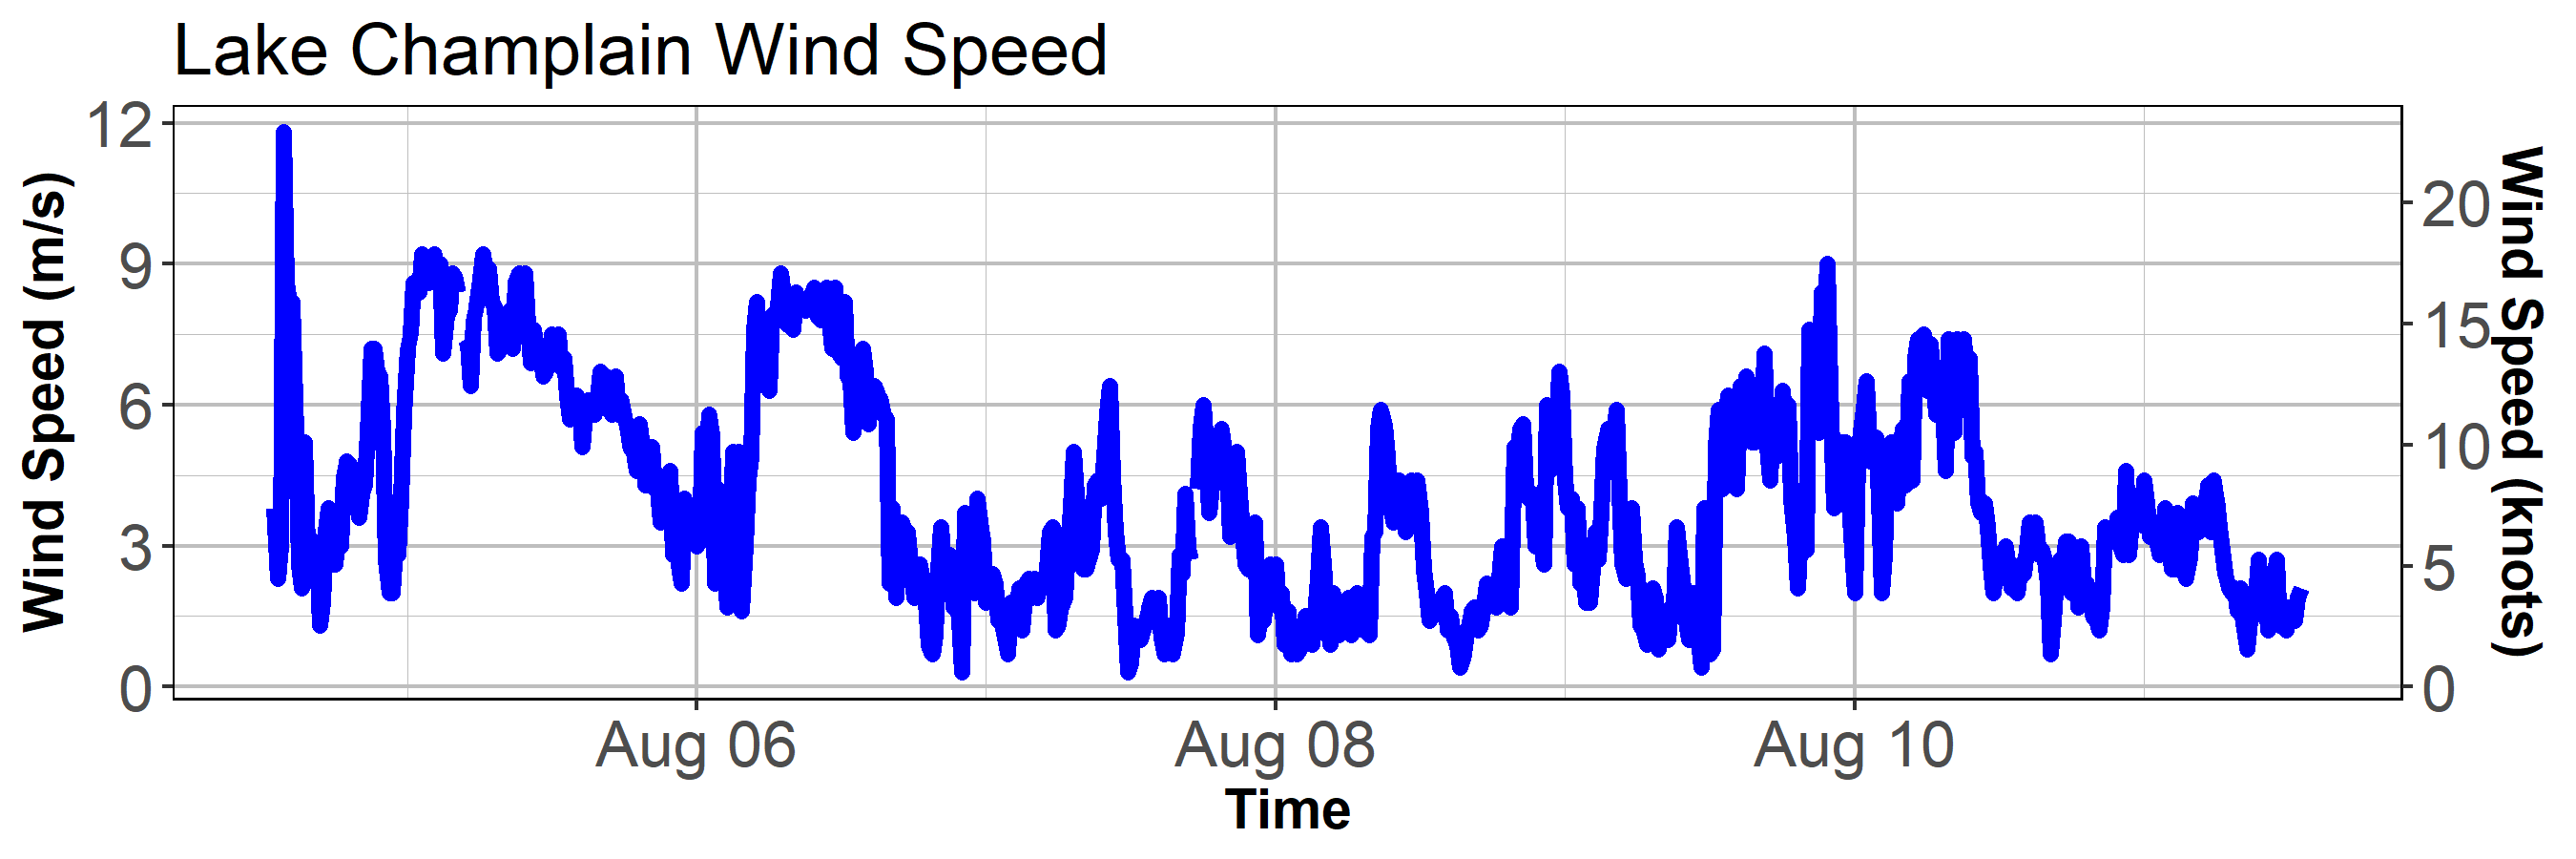 Lake Champlain Wind Speed
12
9
6
3
0
Wind Speed (m/s)
20
15
10
5
0
Wind Speed (knots)
Aug 06
Aug 08
Aug 10
Time